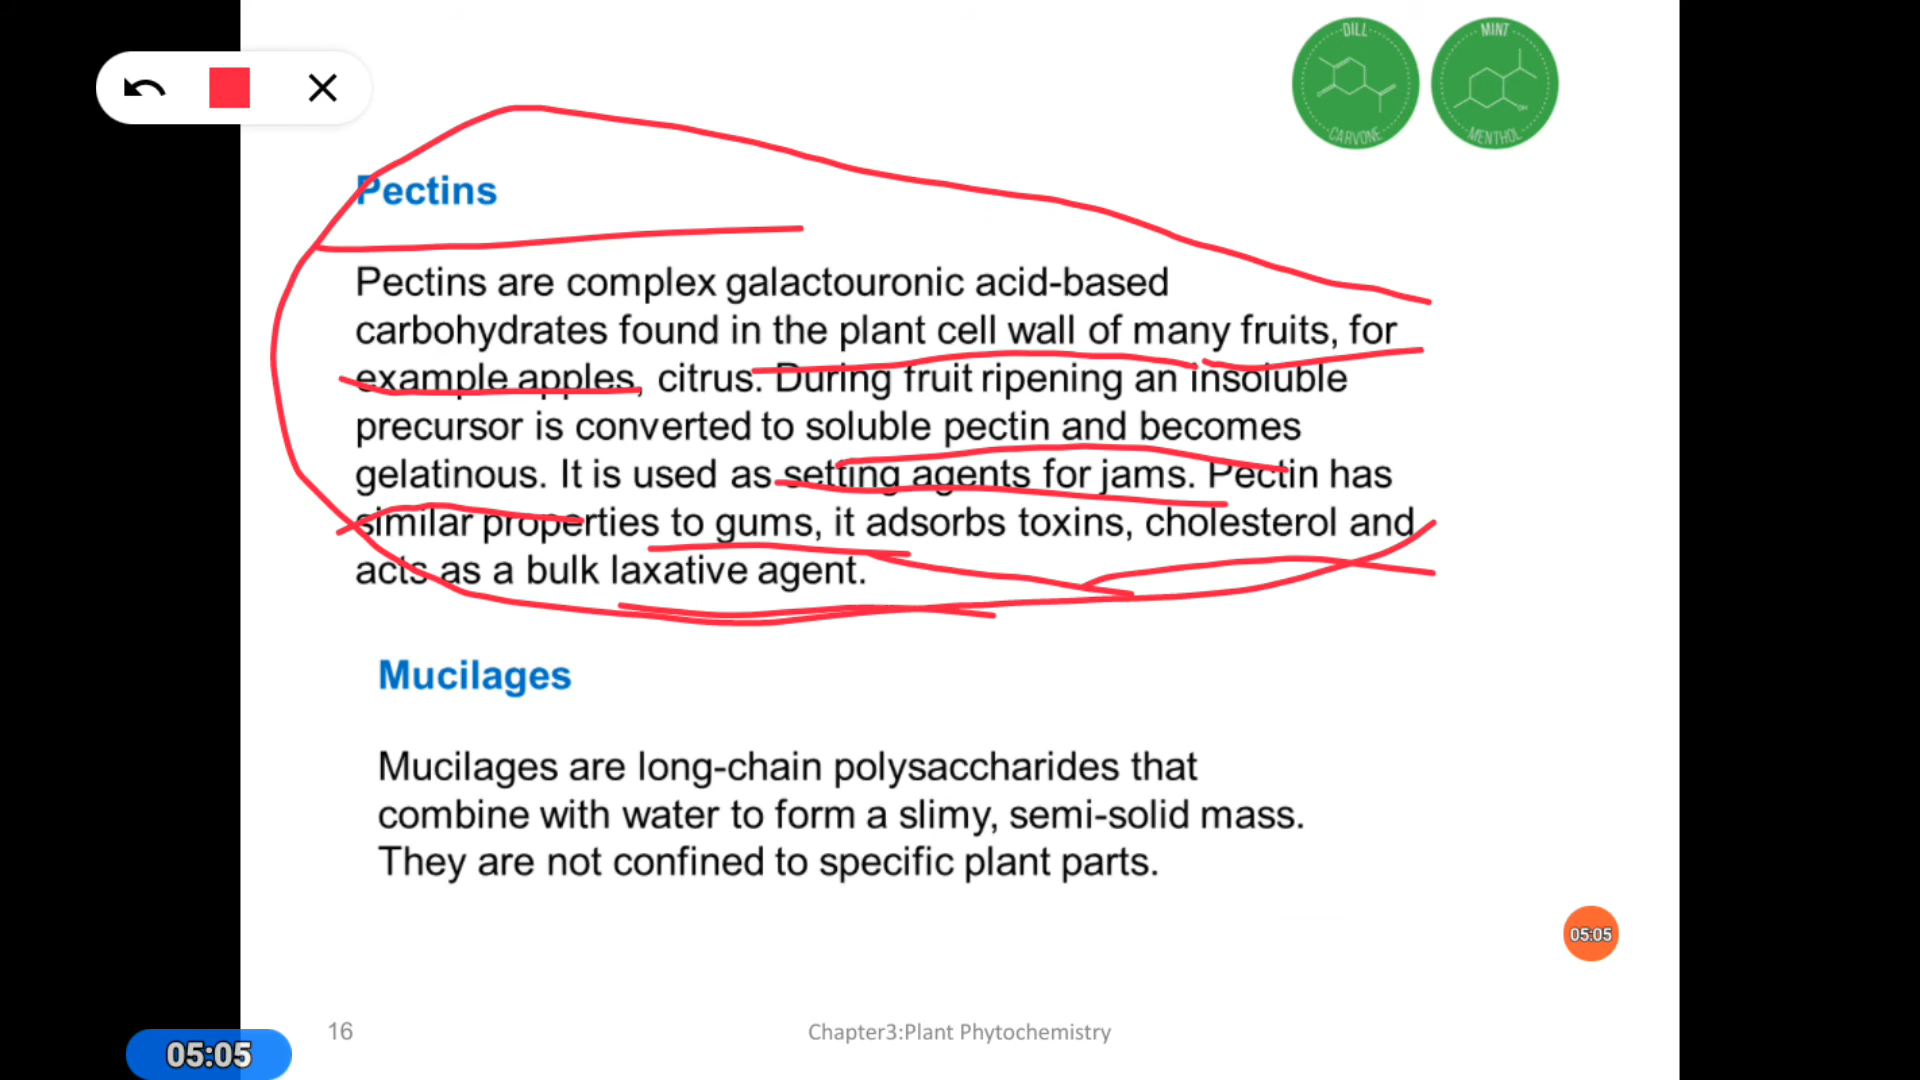 DILL
CARVONE
MINT
OH
MENTHOL
Pectins
Pectins are complex galactouronic acid-based
carbohydrates found in the plant cell wall of many fruits, for
example apples, citrus. During fruit ripening an insoluble
precursor is converted to soluble pectin and becomes
gelatinous. It is used as setting agents for jams. Pectin has
similar properties to gums, it adsorbs toxins, cholesterol and
acts as a bulk laxative agent.
Mucilages
Mucilages are long-chain polysaccharides that
combine with water to form a slimy, semi-solid mass.
They are not confined to specific plant parts.
05:05
16
Chapter3:Plant Phytochemistry
05:05